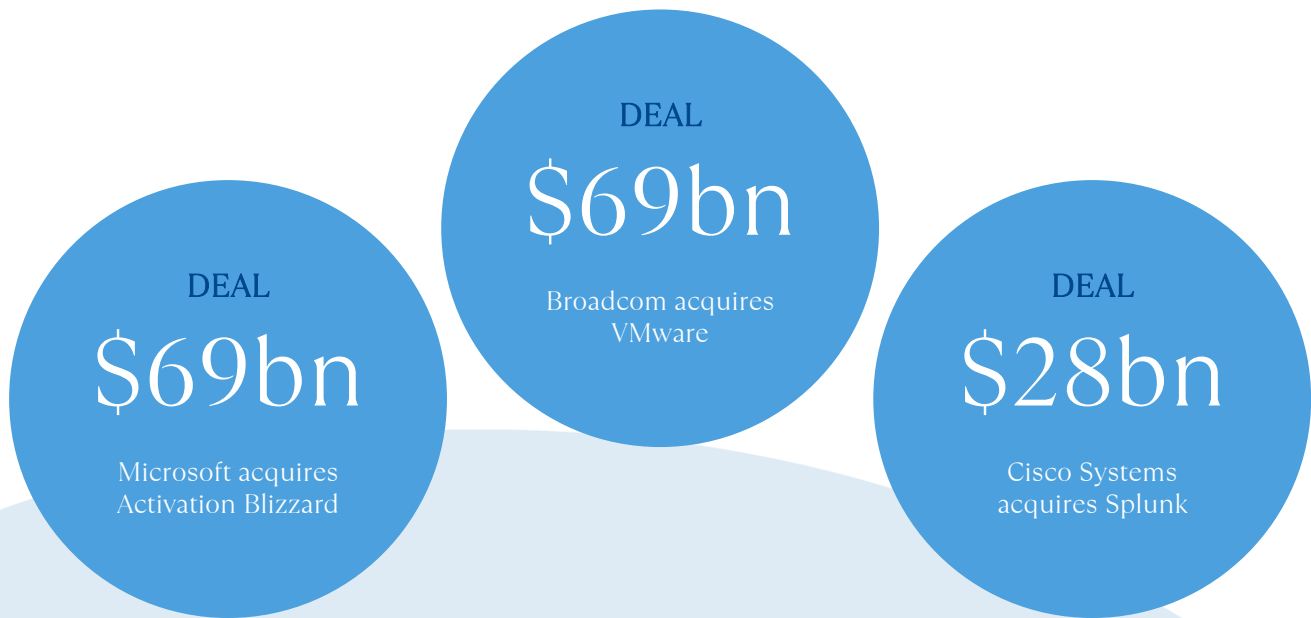 DEAL
$69bn
Microsoft acquires
Activation Blizzard
DEAL
$69bn
Broadcom acquires
VMware
DEAL
$28bn
Cisco Systems
acquires Splunk